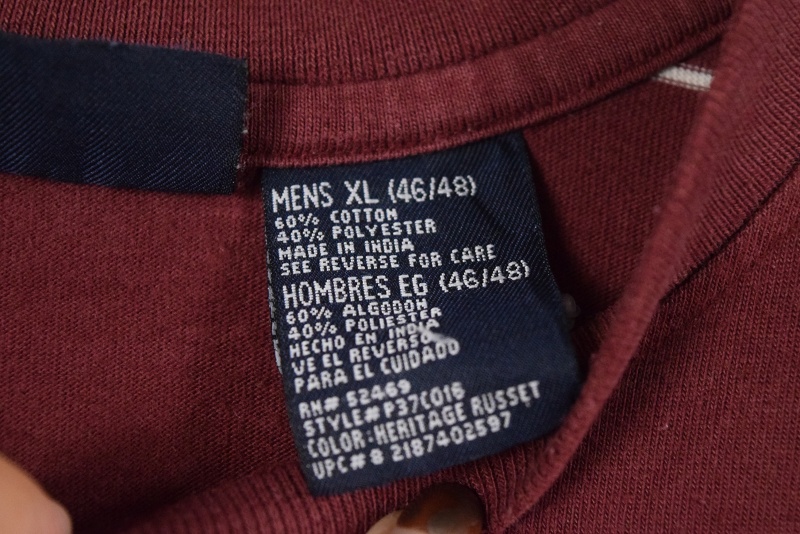 MENS XL (46/48)
60% COTTON
40% POLYESTER
MADE IN INDIA
SEE REVERSE FOR CARE
HOMBRES EG (46/48)
60% ALGODON
40% POLIESTER
HECHO EN INDIA
VE EL REVERSO
PARA EL CUIDADO
RN# 52469
STYLE# P37C016
COLOR: HERITAGE RUSSET
UPC# 8 2187402597